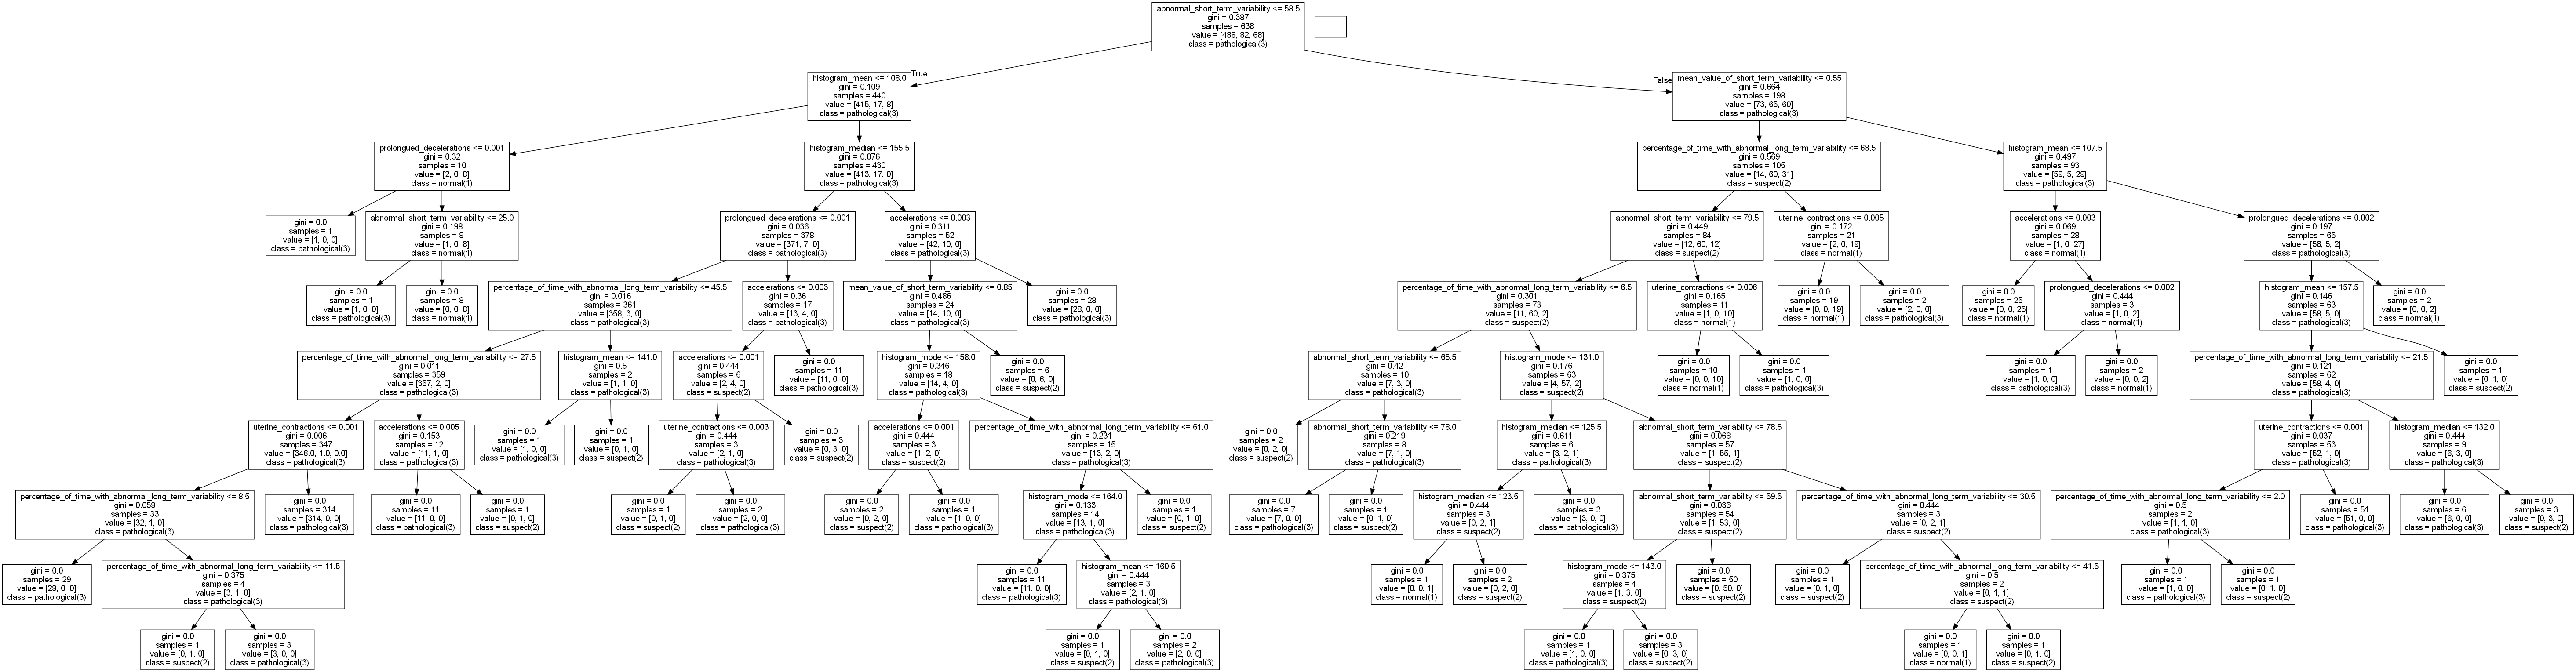 abnormal_short_term_variability <= 58.5
gini = 0.387
samples = 638
value = [488, 82, 68]
class = pathological(3)
True
False
histogram_mean <= 108.0
gini = 0.109
samples = 440
value = [415, 17, 8]
class = pathological(3)
mean_value_of_short_term_variability <= 0.55
gini = 0.664
samples = 198
value = [73, 65, 60]
class = pathological(3)
prolongued_decelerations <= 0.001
gini = 0.32
samples = 10
value = [2, 0, 8]
class = normal(1)
histogram_median <= 155.5
gini = 0.076
samples = 430
value = [413, 17, 0]
class = pathological(3)
percentage_of_time_with_abnormal_long_term_variability <= 68.5
gini = 0.569
samples = 105
value = [14, 60, 31]
class = suspect(2)
histogram_mean <= 107.5
gini = 0.497
samples = 93
value = [59, 5, 29]
class = pathological(3)
gini = 0.0
samples = 1
value = [1, 0, 0]
class = pathological(3)
abnormal_short_term_variability <= 25.0
gini = 0.198
samples = 9
value = [1, 0, 8]
class = normal(1)
prolongued_decelerations <= 0.001
gini = 0.036
samples = 378
value = [371, 7, 0]
class = pathological(3)
accelerations <= 0.003
gini = 0.311
samples = 52
value = [42, 10, 0]
class = pathological(3)
abnormal_short_term_variability <= 79.5
gini = 0.449
samples = 84
value = [12, 60, 12]
class = suspect(2)
uterine_contractions <= 0.005
gini = 0.172
samples = 21
value = [2, 0, 19]
class = normal(1)
accelerations <= 0.003
gini = 0.069
samples = 28
value = [1, 0, 27]
class = normal(1)
prolongued_decelerations <= 0.002
gini = 0.197
samples = 65
value = [58, 5, 2]
class = pathological(3)
gini = 0.0
samples = 1
value = [1, 0, 0]
class = pathological(3)
gini = 0.0
samples = 8
value = [0, 0, 8]
class = normal(1)
percentage_of_time_with_abnormal_long_term_variability <= 45.5
gini = 0.016
samples = 361
value = [358, 3, 0]
class = pathological(3)
accelerations <= 0.003
gini = 0.36
samples = 17
value = [13, 4, 0]
class = pathological(3)
mean_value_of_short_term_variability <= 0.85
gini = 0.486
samples = 24
value = [14, 10, 0]
class = pathological(3)
gini = 0.0
samples = 28
value = [28, 0, 0]
class = pathological(3)
percentage_of_time_with_abnormal_long_term_variability <= 6.5
gini = 0.301
samples = 73
value = [11, 60, 2]
class = suspect(2)
uterine_contractions <= 0.006
gini = 0.165
samples = 11
value = [1, 0, 10]
class = normal(1)
gini = 0.0
samples = 19
value = [0, 0, 19]
class = normal(1)
gini = 0.0
samples = 2
value = [2, 0, 0]
class = pathological(3)
gini = 0.0
samples = 25
value = [0, 0, 25]
class = normal(1)
prolongued_decelerations <= 0.002
gini = 0.444
samples = 3
value = [1, 0, 2]
class = normal(1)
histogram_mean <= 157.5
gini = 0.146
samples = 63
value = [58, 5, 0]
class = pathological(3)
gini = 0.0
samples = 2
value = [0, 0, 2]
class = normal(1)
percentage_of_time_with_abnormal_long_term_variability <= 27.5
gini = 0.011
samples = 359
value = [357, 2, 0]
class = pathological(3)
histogram_mean <= 141.0
gini = 0.5
samples = 2
value = [1, 1, 0]
class = pathological(3)
accelerations <= 0.001
gini = 0.444
samples = 6
value = [2, 4, 0]
class = suspect(2)
gini = 0.0
samples = 11
value = [11, 0, 0]
class = pathological(3)
histogram_mode <= 158.0
gini = 0.346
samples = 18
value = [14, 4, 0]
class = pathological(3)
gini = 0.0
samples = 6
value = [0, 6, 0]
class = suspect(2)
abnormal_short_term_variability <= 65.5
gini = 0.42
samples = 10
value = [7, 3, 0]
class = pathological(3)
histogram_mode <= 131.0
gini = 0.176
samples = 63
value = [4, 57, 2]
class = suspect(2)
gini = 0.0
samples = 10
value = [0, 0, 10]
class = normal(1)
gini = 0.0
samples = 1
value = [1, 0, 0]
class = pathological(3)
gini = 0.0
samples = 1
value = [1, 0, 0]
class = pathological(3)
gini = 0.0
samples = 2
value = [0, 0, 2]
class = normal(1)
percentage_of_time_with_abnormal_long_term_variability <= 21.5
gini = 0.121
samples = 62
value = [58, 4, 0]
class = pathological(3)
gini = 0.0
samples = 1
value = [0, 1, 0]
class = suspect(2)
uterine_contractions <= 0.001
gini = 0.006
samples = 347
value = [346.0, 1.0, 0.0]
class = pathological(3)
accelerations <= 0.005
gini = 0.153
samples = 12
value = [11, 1, 0]
class = pathological(3)
gini = 0.0
samples = 1
value = [1, 0, 0]
class = pathological(3)
gini = 0.0
samples = 1
value = [0, 1, 0]
class = suspect(2)
uterine_contractions <= 0.003
gini = 0.444
samples = 3
value = [2, 1, 0]
class = pathological(3)
gini = 0.0
samples = 3
value = [0, 3, 0]
class = suspect(2)
accelerations <= 0.001
gini = 0.444
samples = 3
value = [1, 2, 0]
class = suspect(2)
percentage_of_time_with_abnormal_long_term_variability <= 61.0
gini = 0.231
samples = 15
value = [13, 2, 0]
class = pathological(3)
gini = 0.0
samples = 2
value = [0, 2, 0]
class = suspect(2)
abnormal_short_term_variability <= 78.0
gini = 0.219
samples = 8
value = [7, 1, 0]
class = pathological(3)
histogram_median <= 125.5
gini = 0.611
samples = 6
value = [3, 2, 1]
class = pathological(3)
abnormal_short_term_variability <= 78.5
gini = 0.068
samples = 57
value = [1, 55, 1]
class = suspect(2)
uterine_contractions <= 0.001
gini = 0.037
samples = 53
value = [52, 1, 0]
class = pathological(3)
histogram_median <= 132.0
gini = 0.444
samples = 9
value = [6, 3, 0]
class = pathological(3)
percentage_of_time_with_abnormal_long_term_variability <= 8.5
gini = 0.059
samples = 33
value = [32, 1, 0]
class = pathological(3)
gini = 0.0
samples = 314
value = [314, 0, 0]
class = pathological(3)
gini = 0.0
samples = 11
value = [11, 0, 0]
class = pathological(3)
gini = 0.0
samples = 1
value = [0, 1, 0]
class = suspect(2)
gini = 0.0
samples = 1
value = [0, 1, 0]
class = suspect(2)
gini = 0.0
samples = 2
value = [2, 0, 0]
class = pathological(3)
gini = 0.0
samples = 2
value = [0, 2, 0]
class = suspect(2)
gini = 0.0
samples = 1
value = [1, 0, 0]
class = pathological(3)
histogram_mode <= 164.0
gini = 0.133
samples = 14
value = [13, 1, 0]
class = pathological(3)
gini = 0.0
samples = 1
value = [0, 1, 0]
class = suspect(2)
gini = 0.0
samples = 7
value = [7, 0, 0]
class = pathological(3)
gini = 0.0
samples = 1
value = [0, 1, 0]
class = suspect(2)
histogram_median <= 123.5
gini = 0.444
samples = 3
value = [0, 2, 1]
class = suspect(2)
gini = 0.0
samples = 3
value = [3, 0, 0]
class = pathological(3)
abnormal_short_term_variability <= 59.5
gini = 0.036
samples = 54
value = [1, 53, 0]
class = suspect(2)
percentage_of_time_with_abnormal_long_term_variability <= 30.5
gini = 0.444
samples = 3
value = [0, 2, 1]
class = suspect(2)
percentage_of_time_with_abnormal_long_term_variability <= 2.0
gini = 0.5
samples = 2
value = [1, 1, 0]
class = pathological(3)
gini = 0.0
samples = 51
value = [51, 0, 0]
class = pathological(3)
gini = 0.0
samples = 6
value = [6, 0, 0]
class = pathological(3)
gini = 0.0
samples = 3
value = [0, 3, 0]
class = suspect(2)
gini = 0.0
samples = 29
value = [29, 0, 0]
class = pathological(3)
percentage_of_time_with_abnormal_long_term_variability <= 11.5
gini = 0.375
samples = 4
value = [3, 1, 0]
class = pathological(3)
gini = 0.0
samples = 11
value = [11, 0, 0]
class = pathological(3)
histogram_mean <= 160.5
gini = 0.444
samples = 3
value = [2, 1, 0]
class = pathological(3)
gini = 0.0
samples = 1
value = [0, 0, 1]
class = normal(1)
gini = 0.0
samples = 2
value = [0, 2, 0]
class = suspect(2)
histogram_mode <= 143.0
gini = 0.375
samples = 4
value = [1, 3, 0]
class = suspect(2)
gini = 0.0
samples = 50
value = [0, 50, 0]
class = suspect(2)
gini = 0.0
samples = 1
value = [0, 1, 0]
class = suspect(2)
percentage_of_time_with_abnormal_long_term_variability <= 41.5
gini = 0.5
samples = 2
value = [0, 1, 1]
class = suspect(2)
gini = 0.0
samples = 1
value = [1, 0, 0]
class = pathological(3)
gini = 0.0
samples = 1
value = [0, 1, 0]
class = suspect(2)
gini = 0.0
samples = 1
value = [0, 1, 0]
class = suspect(2)
gini = 0.0
samples = 3
value = [3, 0, 0]
class = pathological(3)
gini = 0.0
samples = 1
value = [0, 1, 0]
class = suspect(2)
gini = 0.0
samples = 2
value = [2, 0, 0]
class = pathological(3)
gini = 0.0
samples = 1
value = [1, 0, 0]
class = pathological(3)
gini = 0.0
samples = 3
value = [0, 3, 0]
class = suspect(2)
gini = 0.0
samples = 1
value = [0, 0, 1]
class = normal(1)
gini = 0.0
samples = 1
value = [0, 1, 0]
class = suspect(2)